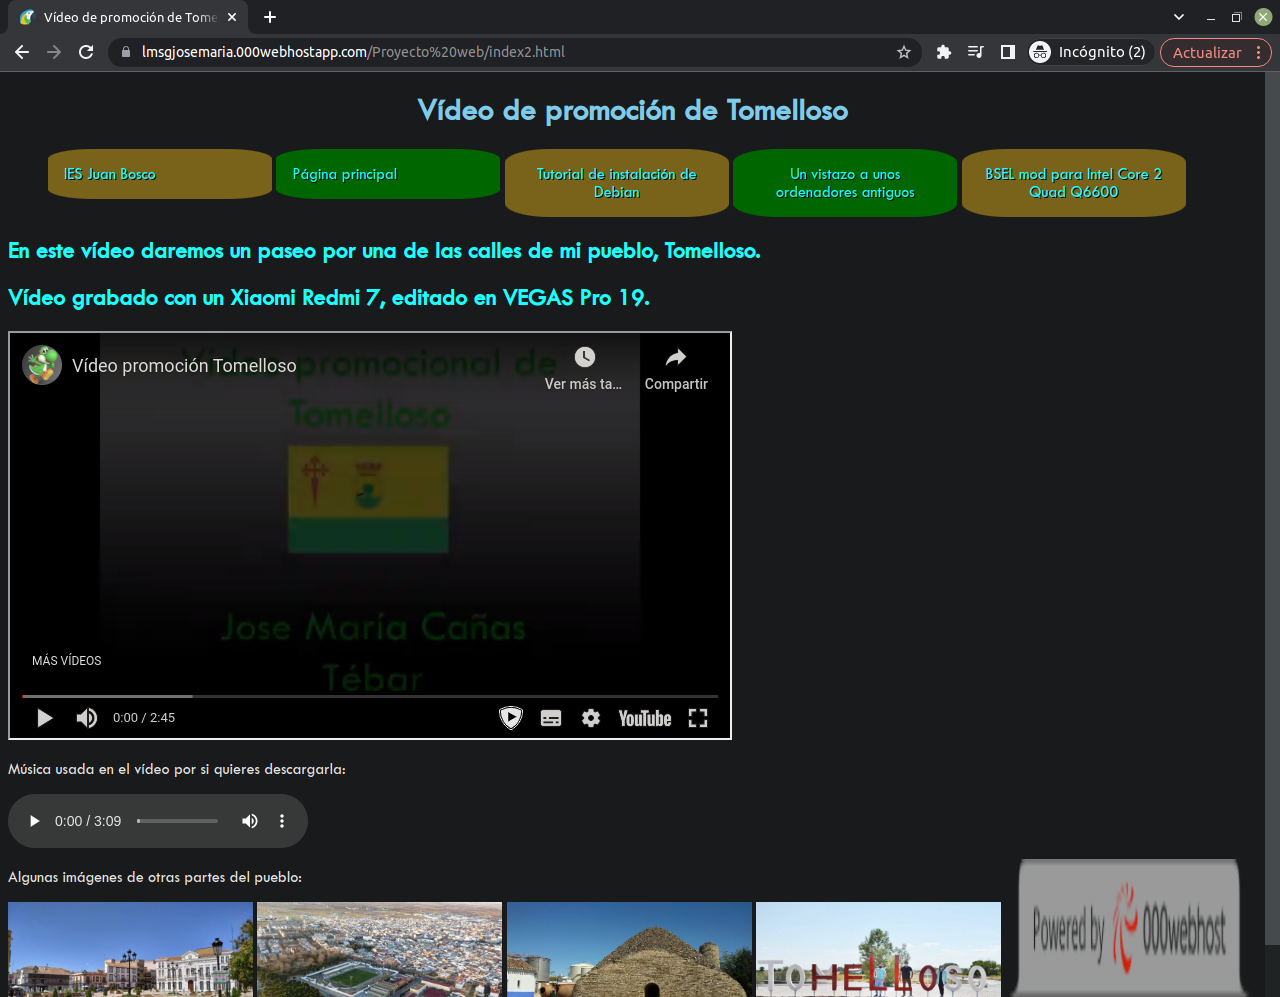 Vídeo de promoción de Tome
lmsgjosemaria.000webhostapp.com/Proyecto%20web/index2.html
Incógnito (2)
Actualizar
Vídeo de promoción de Tomelloso
IES Juan Bosco
Página principal
Tutorial de instalación de
Debian
Un vistazo a unos
ordenadores antiguos
BSEL mod para Intel Core 2
Quad Q6600
En este vídeo daremos un paseo por una de las calles de mi pueblo, Tomelloso.
Vídeo grabado con un Xiaomi Redmi 7, editado en VEGAS Pro 19.
Vídeo promoción Tomelloso
Ver más ta...
Compartir
Vídeo promocional de
Tomelloso
Jose María Cañas
Tébar
MÁS VÍDEOS
0:00 / 2:45
YouTube
Música usada en el vídeo por si quieres descargarla:
0:00 / 3:09
Algunas imágenes de otras partes del pueblo:
ToMELLOSO
Powered by 000webhost